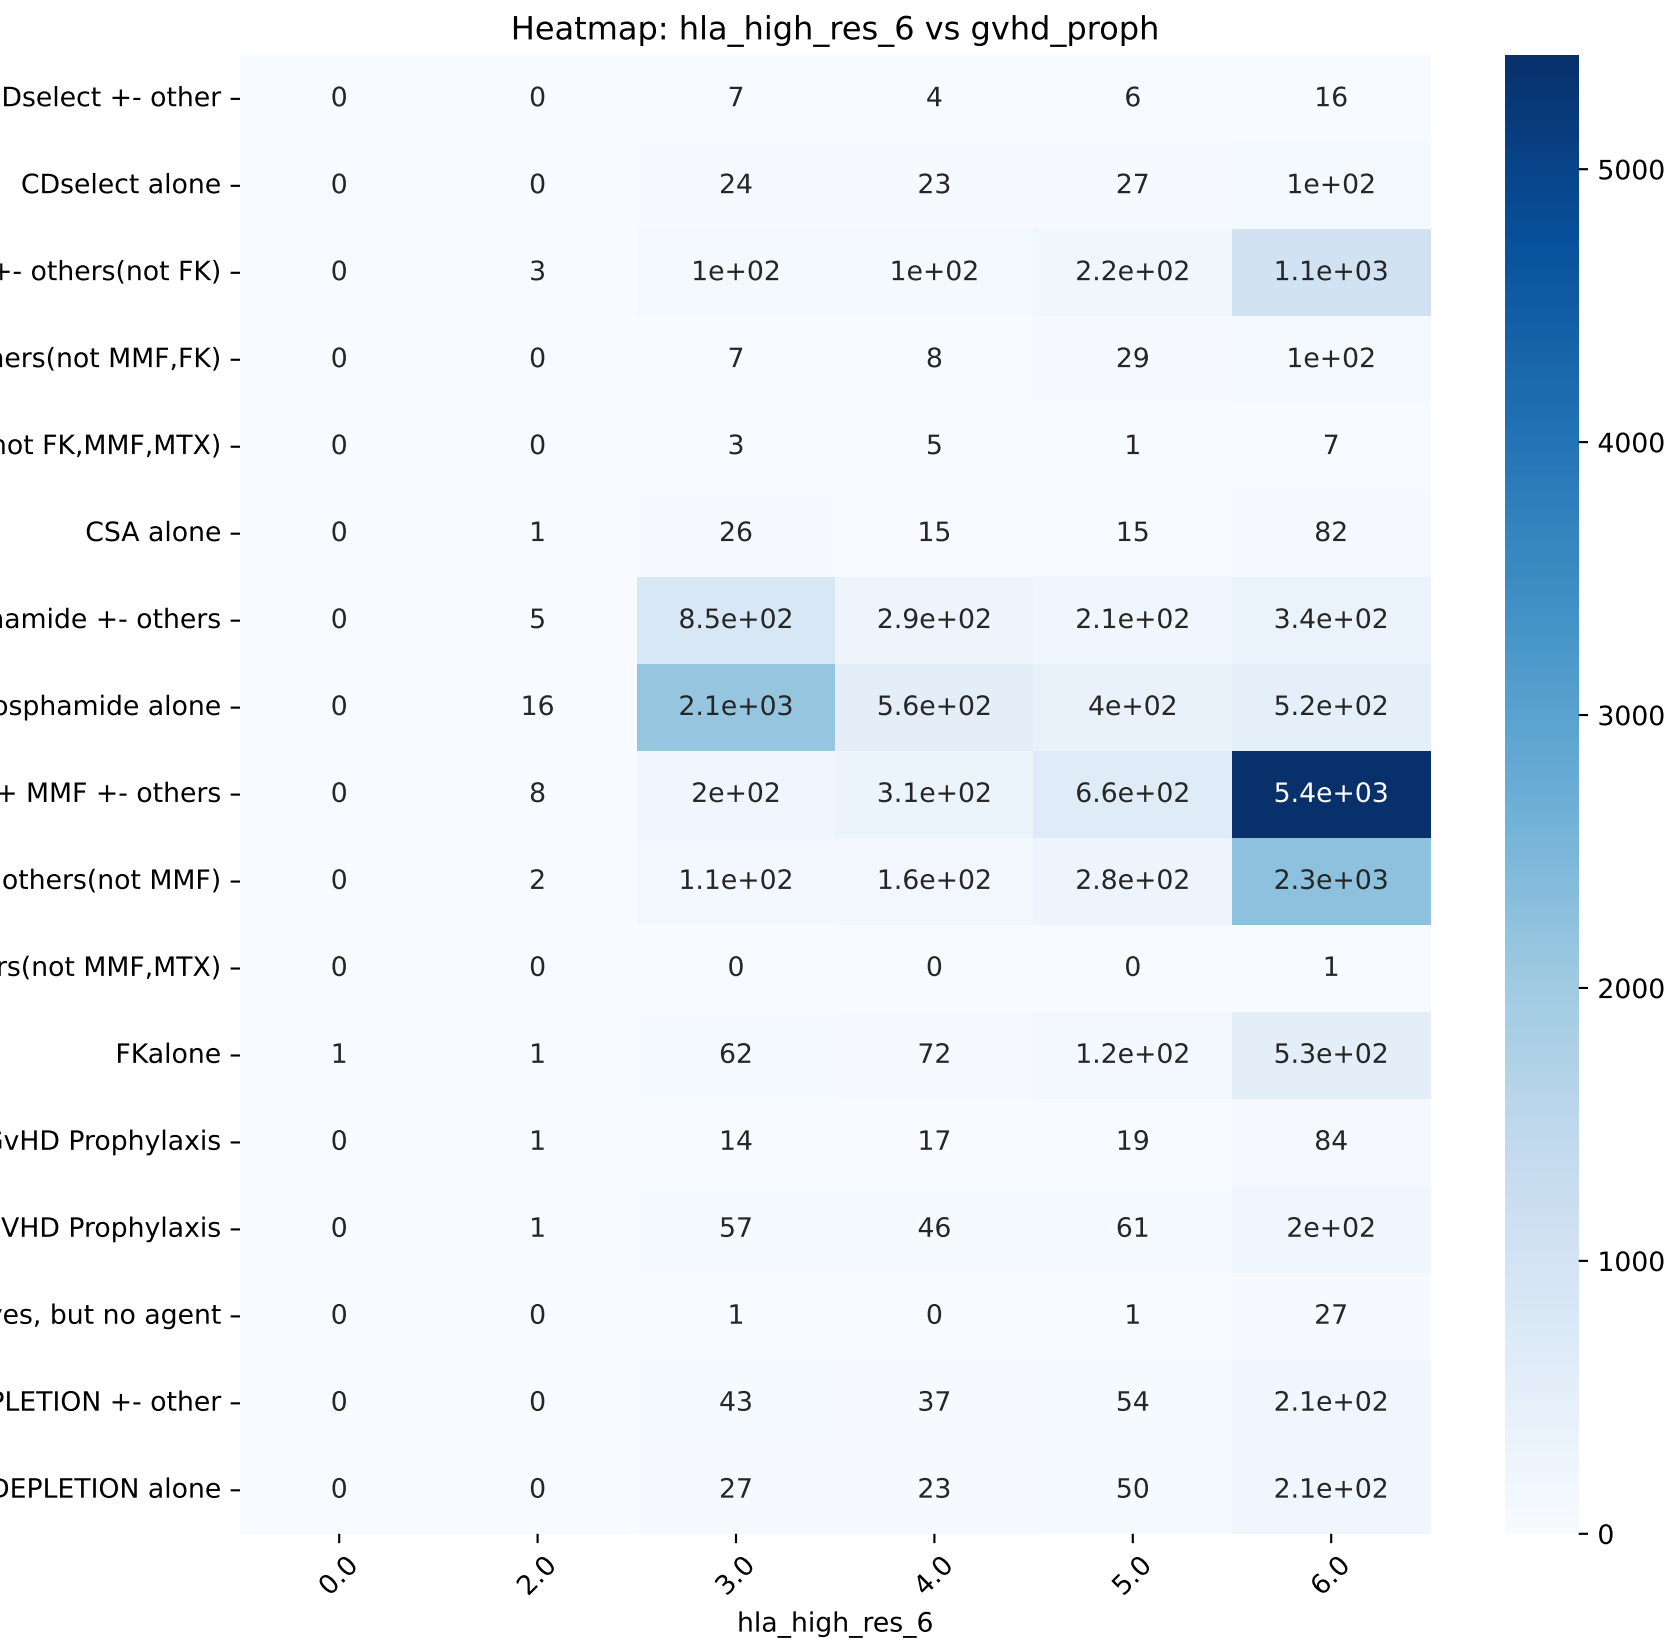 Heatmap: hla_high_res_6 vs gvhd_proph
Dselect +- other 0 0 7 4 6 16
CDselect alone 0 0 24 23 27 1e+02
+- others(not FK) 0 3 1e+02 1e+02 2.2e+02 1.1e+03
ers(not MMF,FK) 0 0 7 8 29 1e+02
not FK,MMF,MTX) 0 0 3 5 1 7
CSA alone 0 1 26 15 15 82
amide +- others 0 5 8.5e+02 2.9e+02 2.1e+02 3.4e+02
osphamide alone 0 16 2.1e+03 5.6e+02 4e+02 5.2e+02
+ MMF +- others 0 8 2e+02 3.1e+02 6.6e+02 5.4e+03
others(not MMF) 0 2 1.1e+02 1.6e+02 2.8e+02 2.3e+03
rs(not MMF,MTX) 0 0 0 0 0 1
FKalone 1 1 62 72 1.2e+02 5.3e+02
GvHD Prophylaxis 0 1 14 17 19 84
VHD Prophylaxis 0 1 57 46 61 2e+02
es, but no agent 0 0 1 0 1 27
PLETION +- other 0 0 43 37 54 2.1e+02
DEPLETION alone 0 0 27 23 50 2.1e+02
0.0 2.0 3.0 4.0 5.0 6.0
hla_high_res_6
5000
4000
3000
2000
1000
0